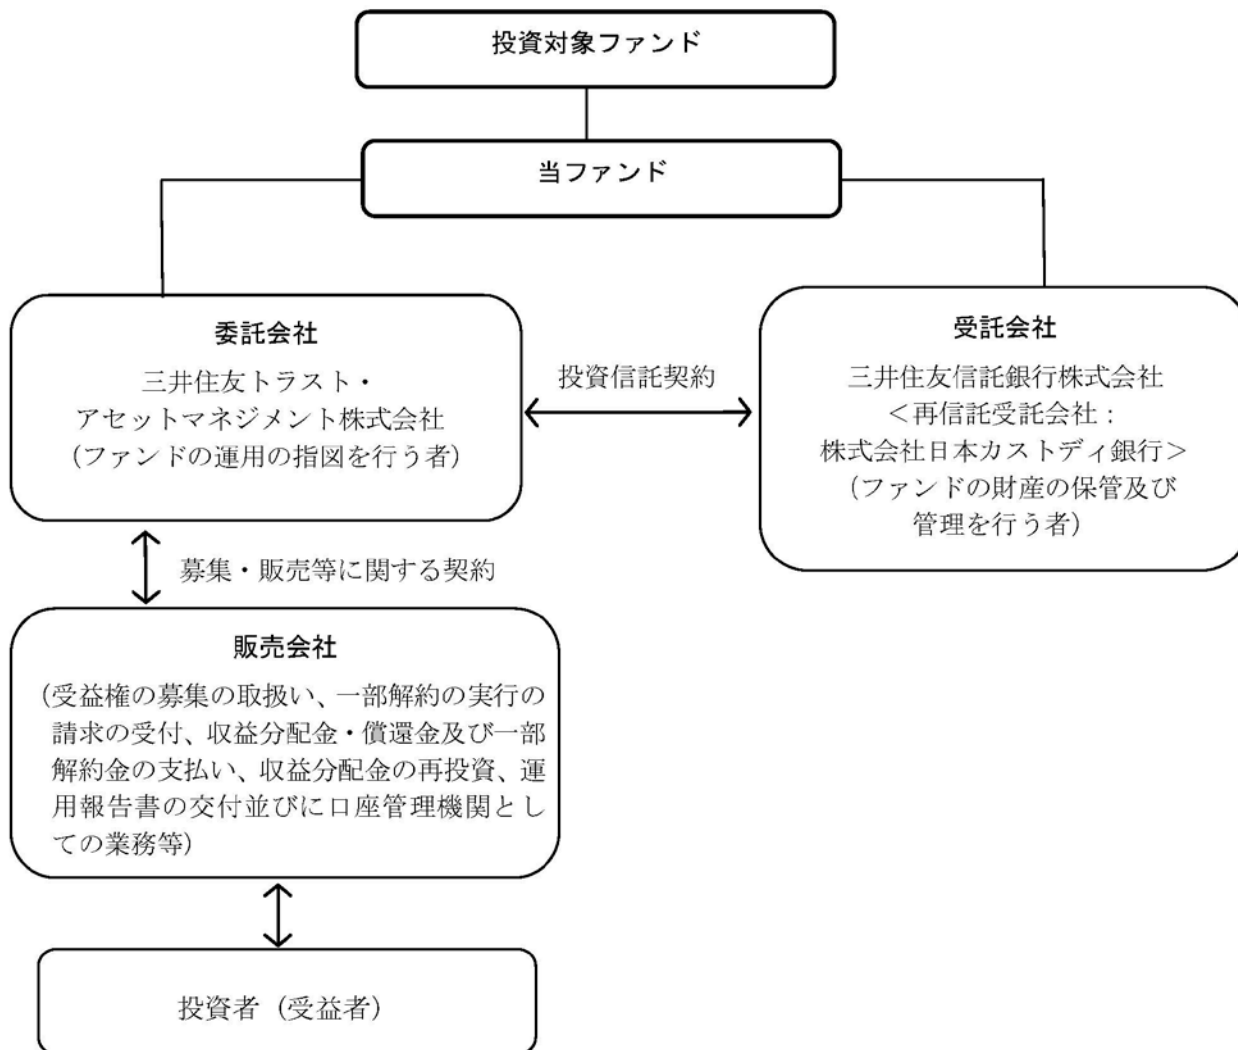 投資対象ファンド
当ファンド
委託会社
三井住友トラスト・
アセットマネジメント株式会社
（ファンドの運用の指図を行う者）
投資信託契約
受託会社
三井住友信託銀行株式会社
＜再信託受託会社：
株式会社日本カストディ銀行＞
（ファンドの財産の保管及び
管理を行う者）
募集・販売等に関する契約
販売会社
（受益権の募集の取扱い、一部解約の実行の
請求の受付、収益分配金・償還金及び一部
解約金の支払い、収益分配金の再投資、運
用報告書の交付並びに口座管理機関とし
ての業務等）
投資者（受益者）